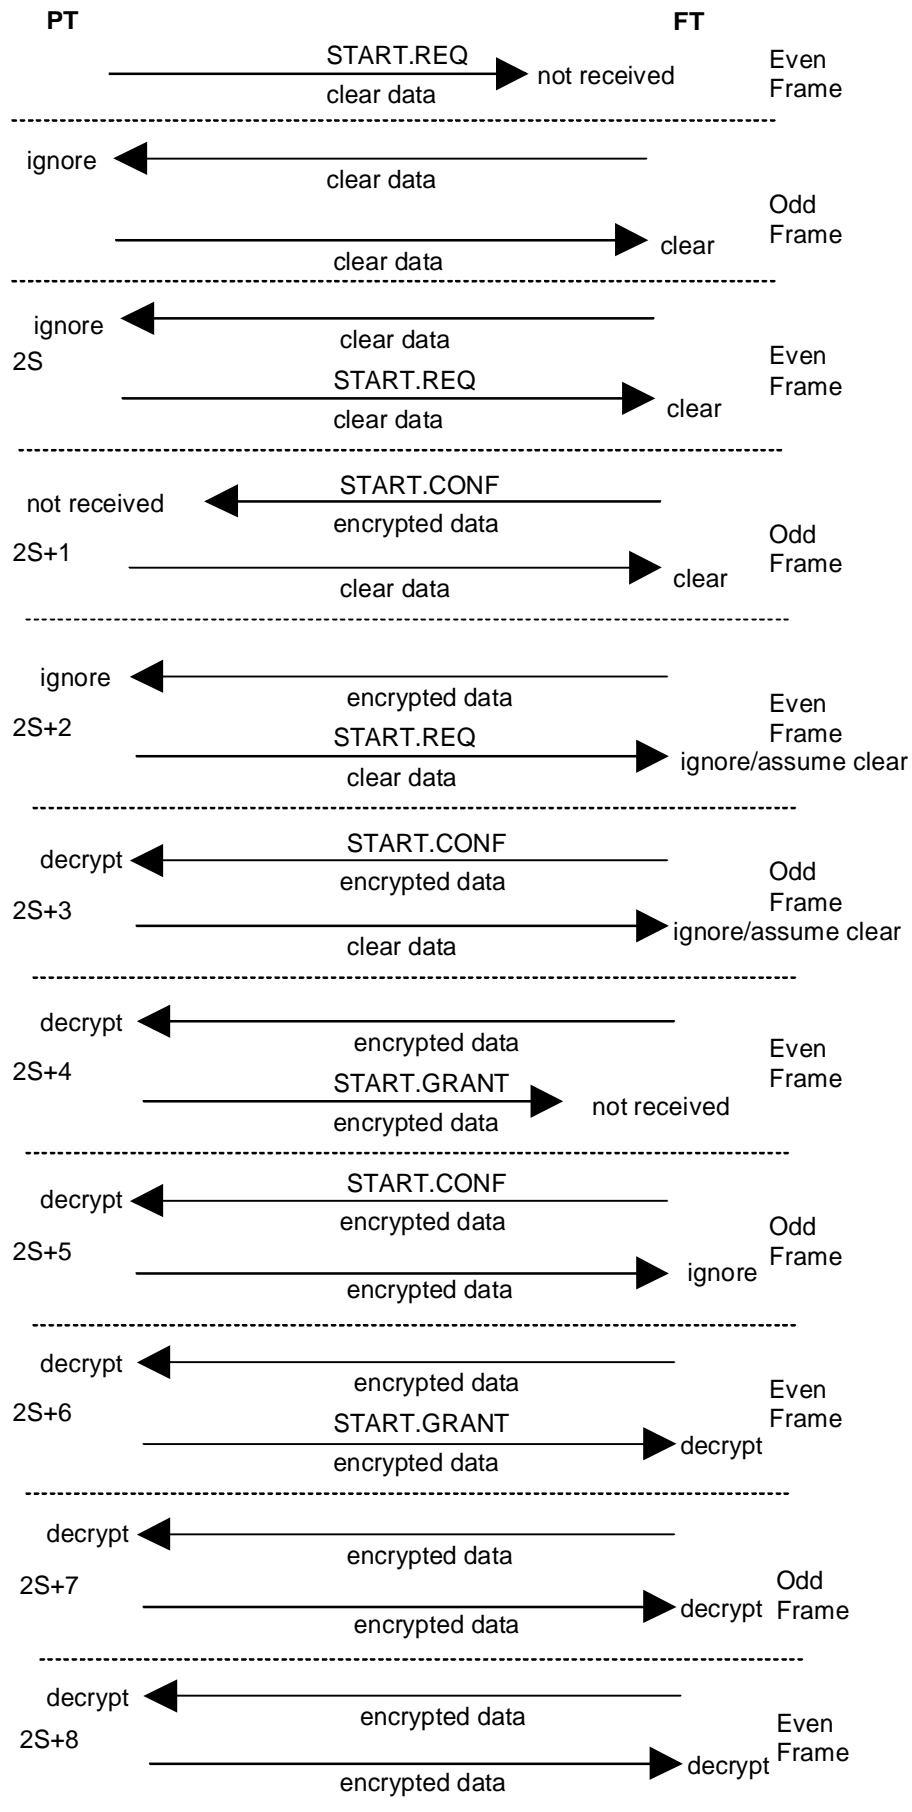 PT
FT
START.REQ
clear data
not received
Even
Frame
ignore
clear data
Odd
Frame
clear data
clear
ignore
clear data
2S
Even
Frame
START.REQ
clear data
clear
not received
START.CONF
encrypted data
2S+1
Odd
Frame
clear data
clear
ignore
encrypted data
2S+2
Even
Frame
START.REQ
clear data
ignore/assume clear
decrypt
START.CONF
encrypted data
2S+3
Odd
Frame
clear data
ignore/assume clear
decrypt
encrypted data
2S+4
Even
Frame
START.GRANT
encrypted data
not received
decrypt
START.CONF
encrypted data
2S+5
Odd
Frame
encrypted data
ignore
decrypt
encrypted data
2S+6
Even
Frame
START.GRANT
encrypted data
decrypt
decrypt
encrypted data
2S+7
Odd
Frame
encrypted data
decrypt
decrypt
encrypted data
2S+8
Even
Frame
encrypted data
decrypt